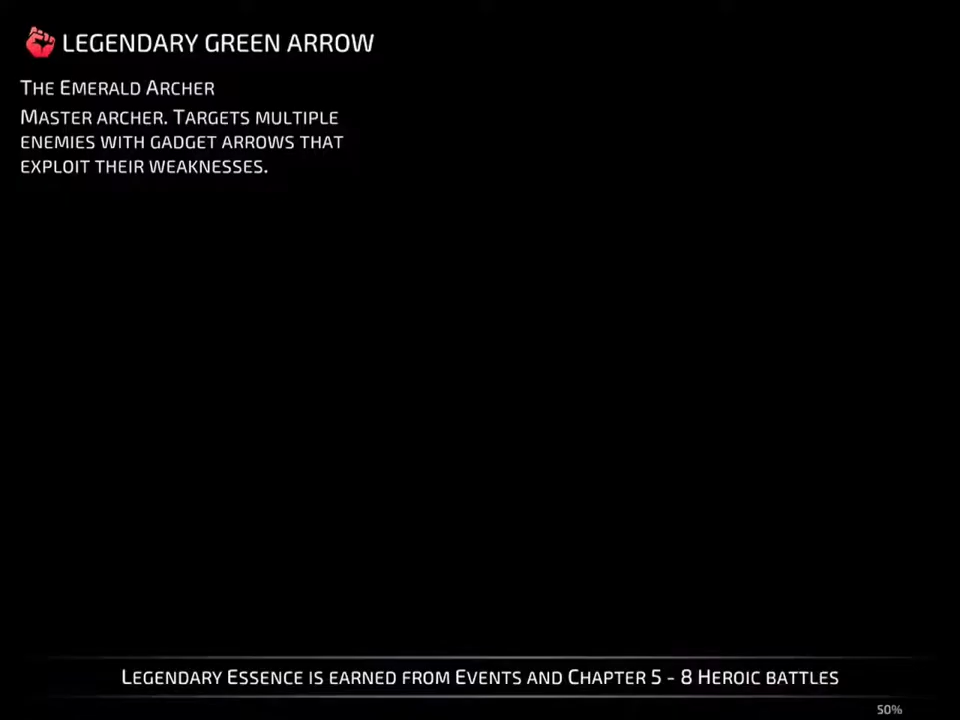 LEGENDARY GREEN ARROW
THE EMERALD ARCHER
MASTER ARCHER. TARGETS MULTIPLE
ENEMIES WITH GADGET ARROWS THAT
EXPLOIT THEIR WEAKNESSES.
LEGENDARY ESSENCE IS EARNED FROM EVENTS AND CHAPTER 5 - 8 HEROIC BATTLES
50%